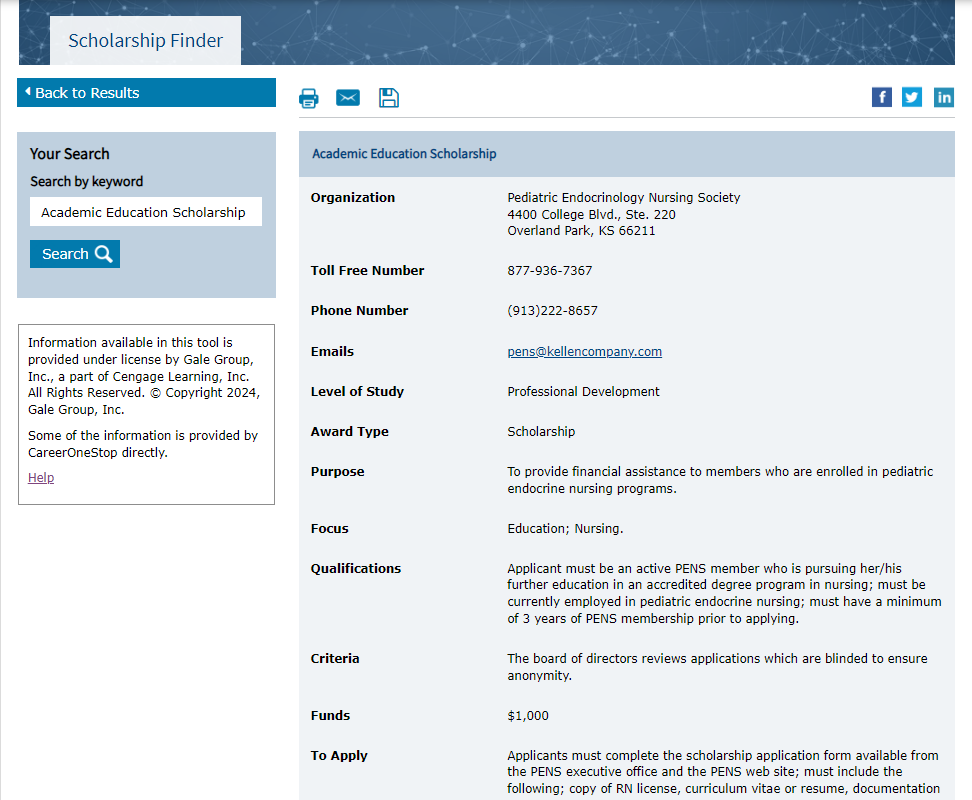 Scholarship Finder
Back to Results
Your Search
Search by keyword
Academic Education Scholarship
Search
Information available in this tool is
provided under license by Gale Group,
Inc., a part of Cengage Learning, Inc.
All Rights Reserved. © Copyright 2024,
Gale Group, Inc.
Some of the information is provided by
CareerOneStop directly.
Help
f
in
Academic Education Scholarship
Organization
Pediatric Endocrinology Nursing Society
4400 College Blvd., Ste. 220
Overland Park, KS 66211
Toll Free Number
877-936-7367
Phone Number
(913)222-8657
Emails
pens@kellencompany.com
Level of Study
Professional Development
Award Type
Scholarship
Purpose
To provide financial assistance to members who are enrolled in pediatric
endocrine nursing programs.
Focus
Education; Nursing.
Qualifications
Applicant must be an active PENS member who is pursuing her/his
further education in an accredited degree program in nursing; must be
currently employed in pediatric endocrine nursing; must have a minimum
of 3 years of PENS membership prior to applying.
Criteria
The board of directors reviews applications which are blinded to ensure
anonymity.
Funds
$1,000
To Apply
Applicants must complete the scholarship application form available from
the PENS executive office and the PENS web site; must include the
following; copy of RN license, curriculum vitae or resume, documentation